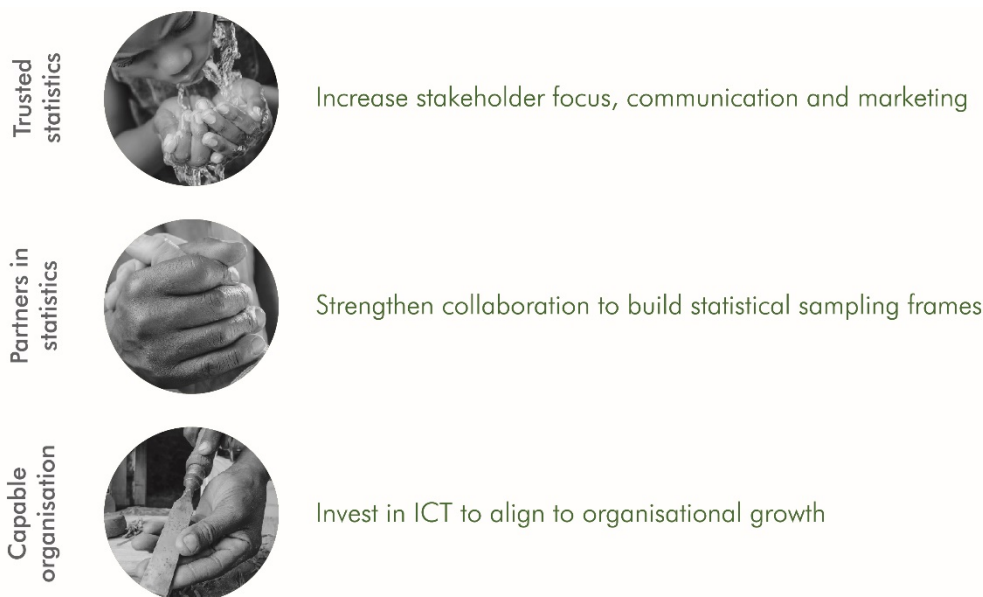 Trusted
statistics
Increase stakeholder focus, communication and marketing
Partners in
statistics
Strengthen collaboration to build statistical sampling frames
Capable
organisation
Invest in ICT to align to organisational growth